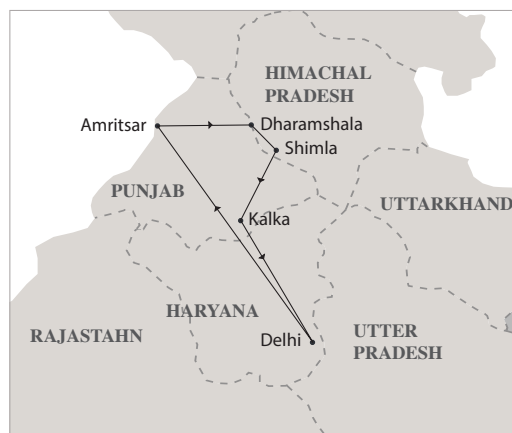 HIMACHAL
PRADESH
Amritsar
Dharamshala
Shimla
PUNJAB
UTTARKHAND
Kalka
HARYANA
RAJASTAHN
Delhi
UTTER
PRADESH